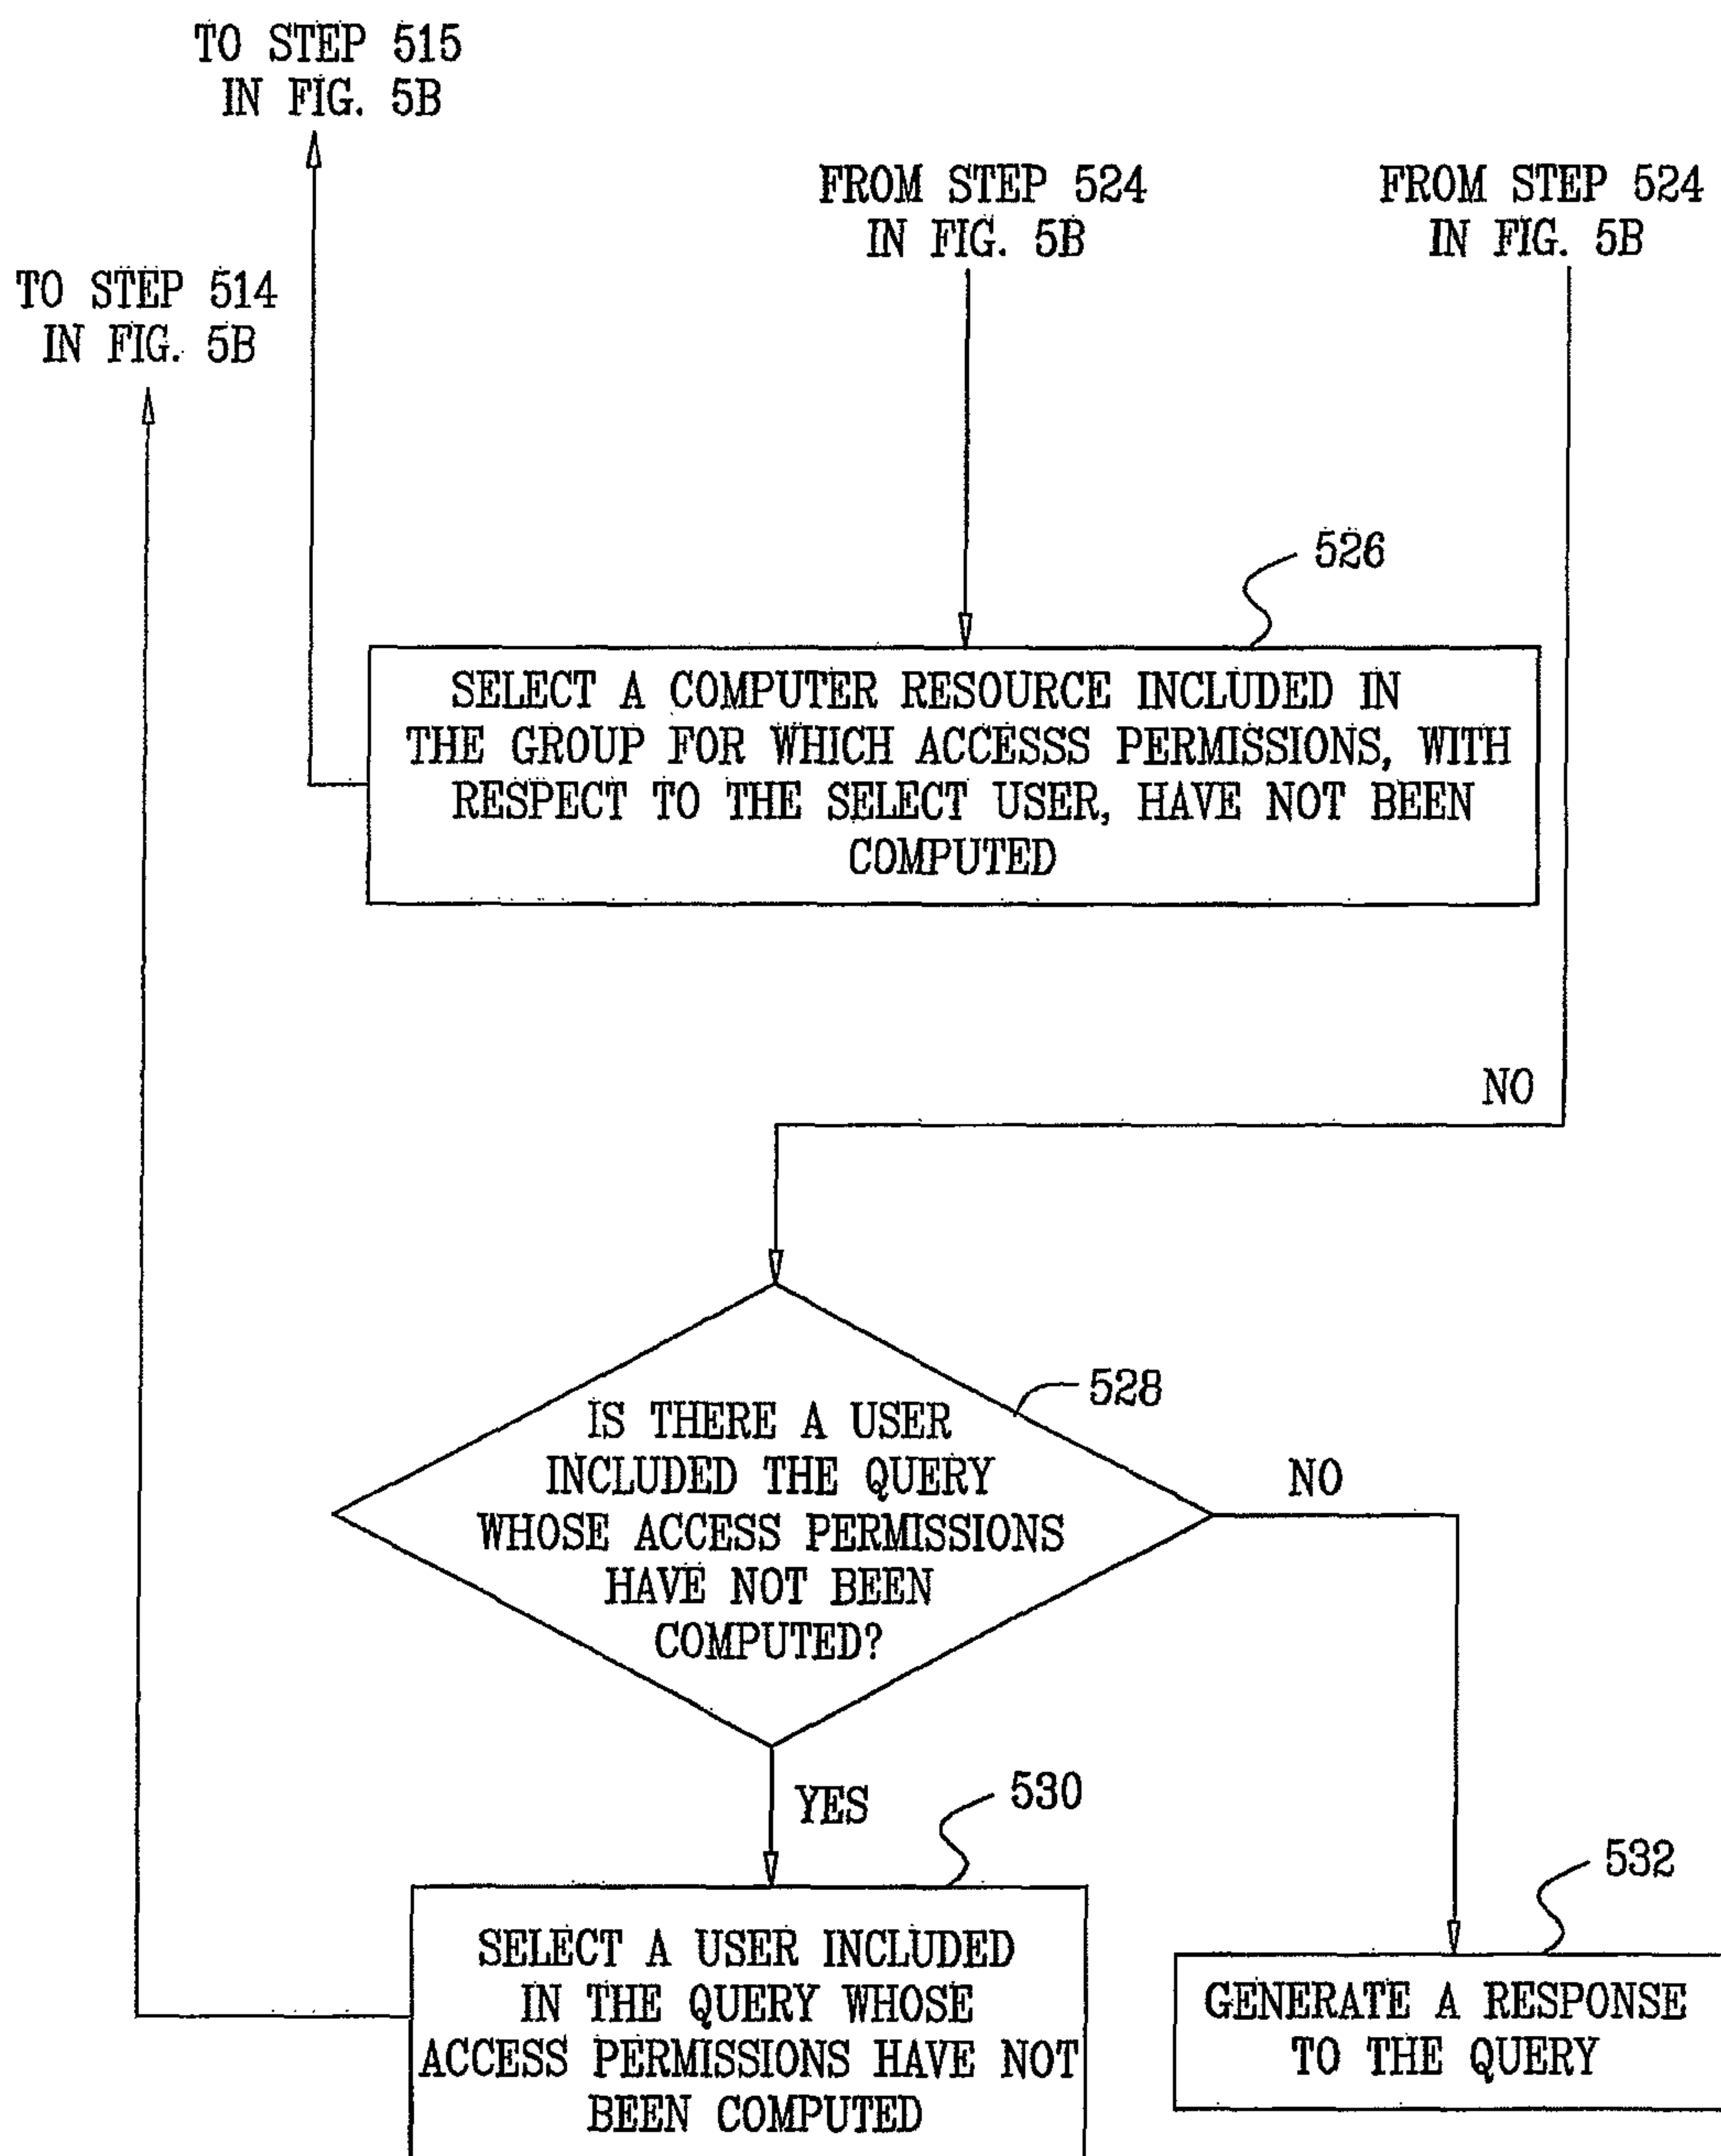 TO STEP 515
IN FIG. 5B
FROM STEP 524
IN FIG. 5B
FROM STEP 524
IN FIG. 5B
TO STEP 514
IN FIG. 5B
526
SELECT A COMPUTER RESOURCE INCLUDED IN
THE GROUP FOR WHICH ACCESSS PERMISSIONS, WITH
RESPECT TO THE SELECT USER, HAVE NOT BEEN
COMPUTED
NO
528
IS THERE A USER
INCLUDED THE QUERY
WHOSE ACCESS PERMISSIONS
HAVE NOT BEEN
COMPUTED?
NO
YES
530
532
SELECT A USER INCLUDED
IN THE QUERY WHOSE
ACCESS PERMISSIONS HAVE NOT
BEEN COMPUTED
GENERATE A RESPONSE
TO THE QUERY